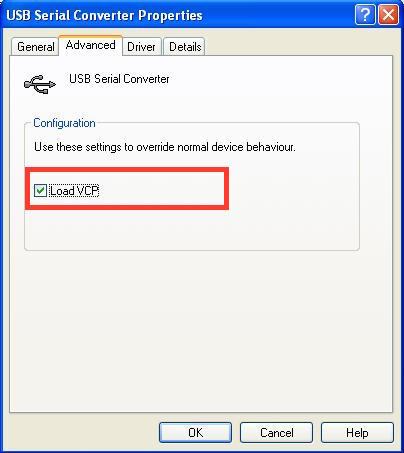 USB Serial Converter Properties
General Advanced Driver Details
USB Serial Converter
Configuration
Use these settings to override normal device behaviour.
Load VCP
OK Cancel Help